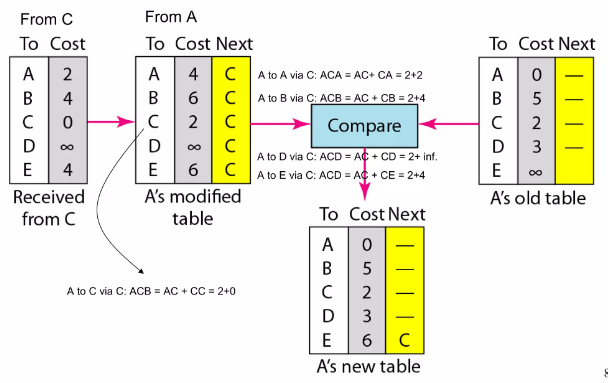 From C
From A
To Cost
To Cost Next
To Cost Next
A 2
B 4
C 0
D ∞
E 4
Received
from C
A 4 C
B 6 C
C 2 C
D ∞ C
E 6 C
A's modified
table
A to A via C: ACA = AC+ CA = 2+2
A to B via C: ACB = AC + CB = 2+4
Compare
A to D via C: ACD = AC + CD = 2+ inf.
A to E via C: ACD = AC + CE = 2+4
A 0 —
B 5 —
C 2 —
D 3 —
E ∞
A's old table
A to C via C: ACB = AC + CC = 2+0
To Cost Next
A 0 —
B 5 —
C 2 —
D 3 —
E 6 C
A's new table
8